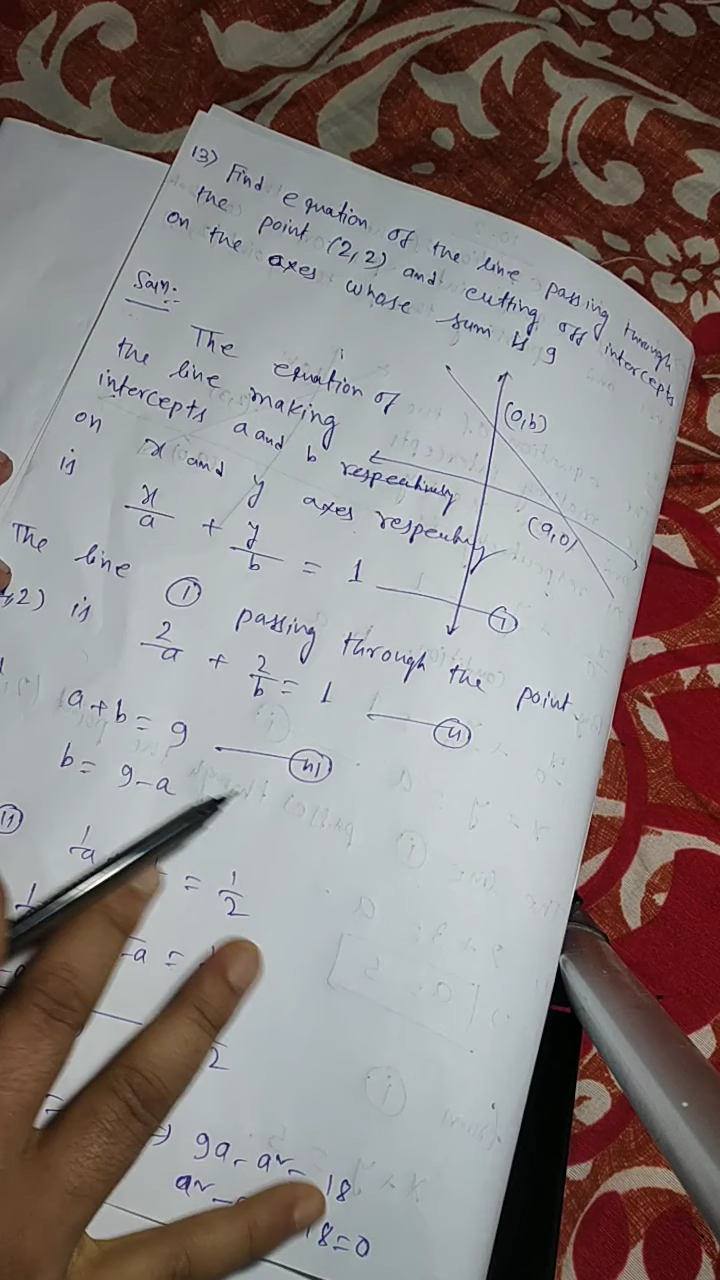 13) Find equation of the line passing through
the point (2,2) and cutting off intercepts
on the axes whose sum is 9
Soln:
The equation of
the line making
intercepts a and b respectively
on x and y axes respectively
is
x/a + y/b = 1 — (i)
(0,b)
(a,0)
The line (i) passing through the point
,2) is
2/a + 2/b = 1 — (ii)
a+b = 9 — (iii)
b = 9-a
1/a = 1/2
-a =
2
=> 9a - a² = 18
a² - 18=0